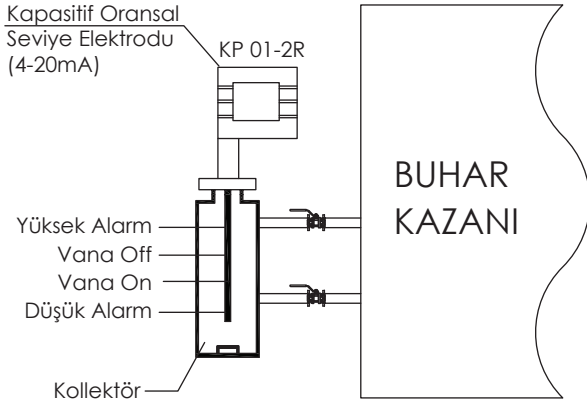 Kapasitif Oransal
Seviye Elektrodu
(4-20mA)
KP 01-2R
BUHAR
KAZANI
Yüksek Alarm
Vana Off
Vana On
Düşük Alarm
Kollektör